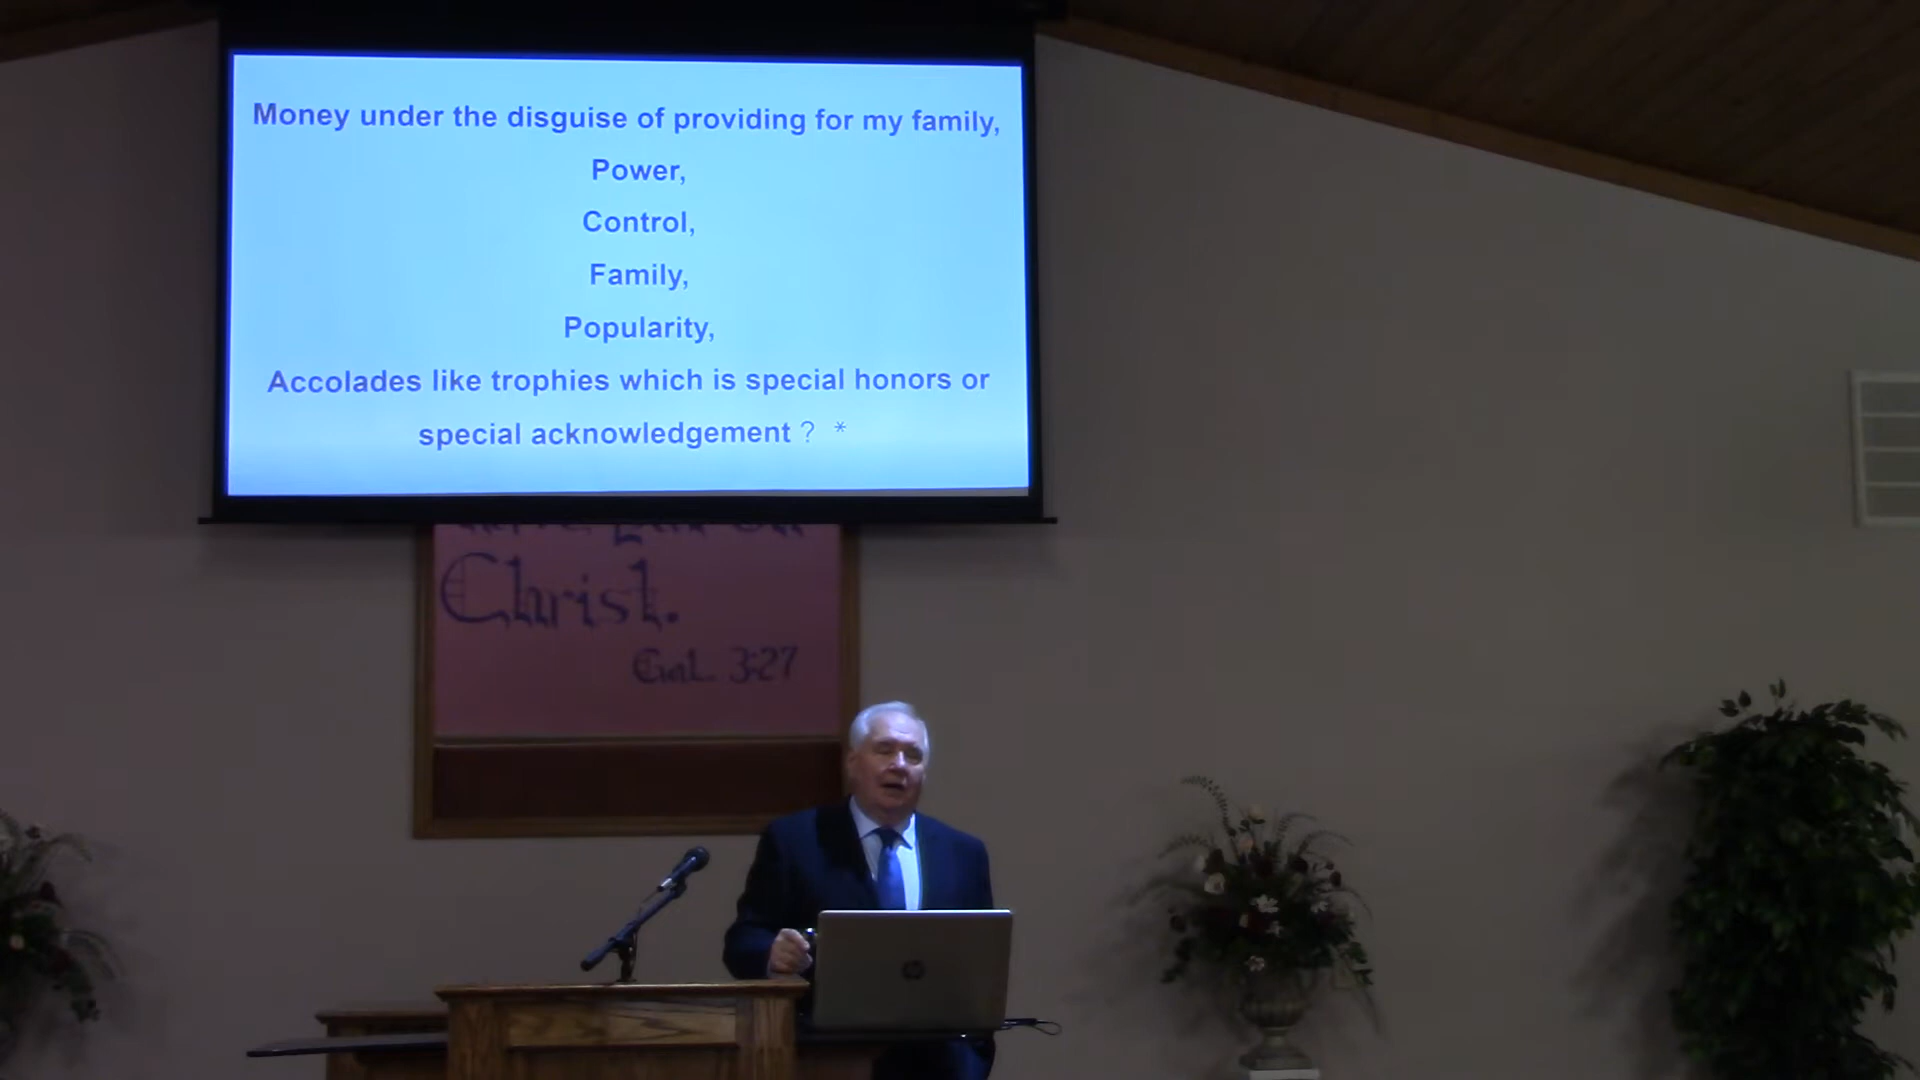 Money under the disguise of providing for my family,
Power,
Control,
Family,
Popularity,
Accolades like trophies which is special honors or
special acknowledgement ? *
Christ.
Gal. 3:27
hp